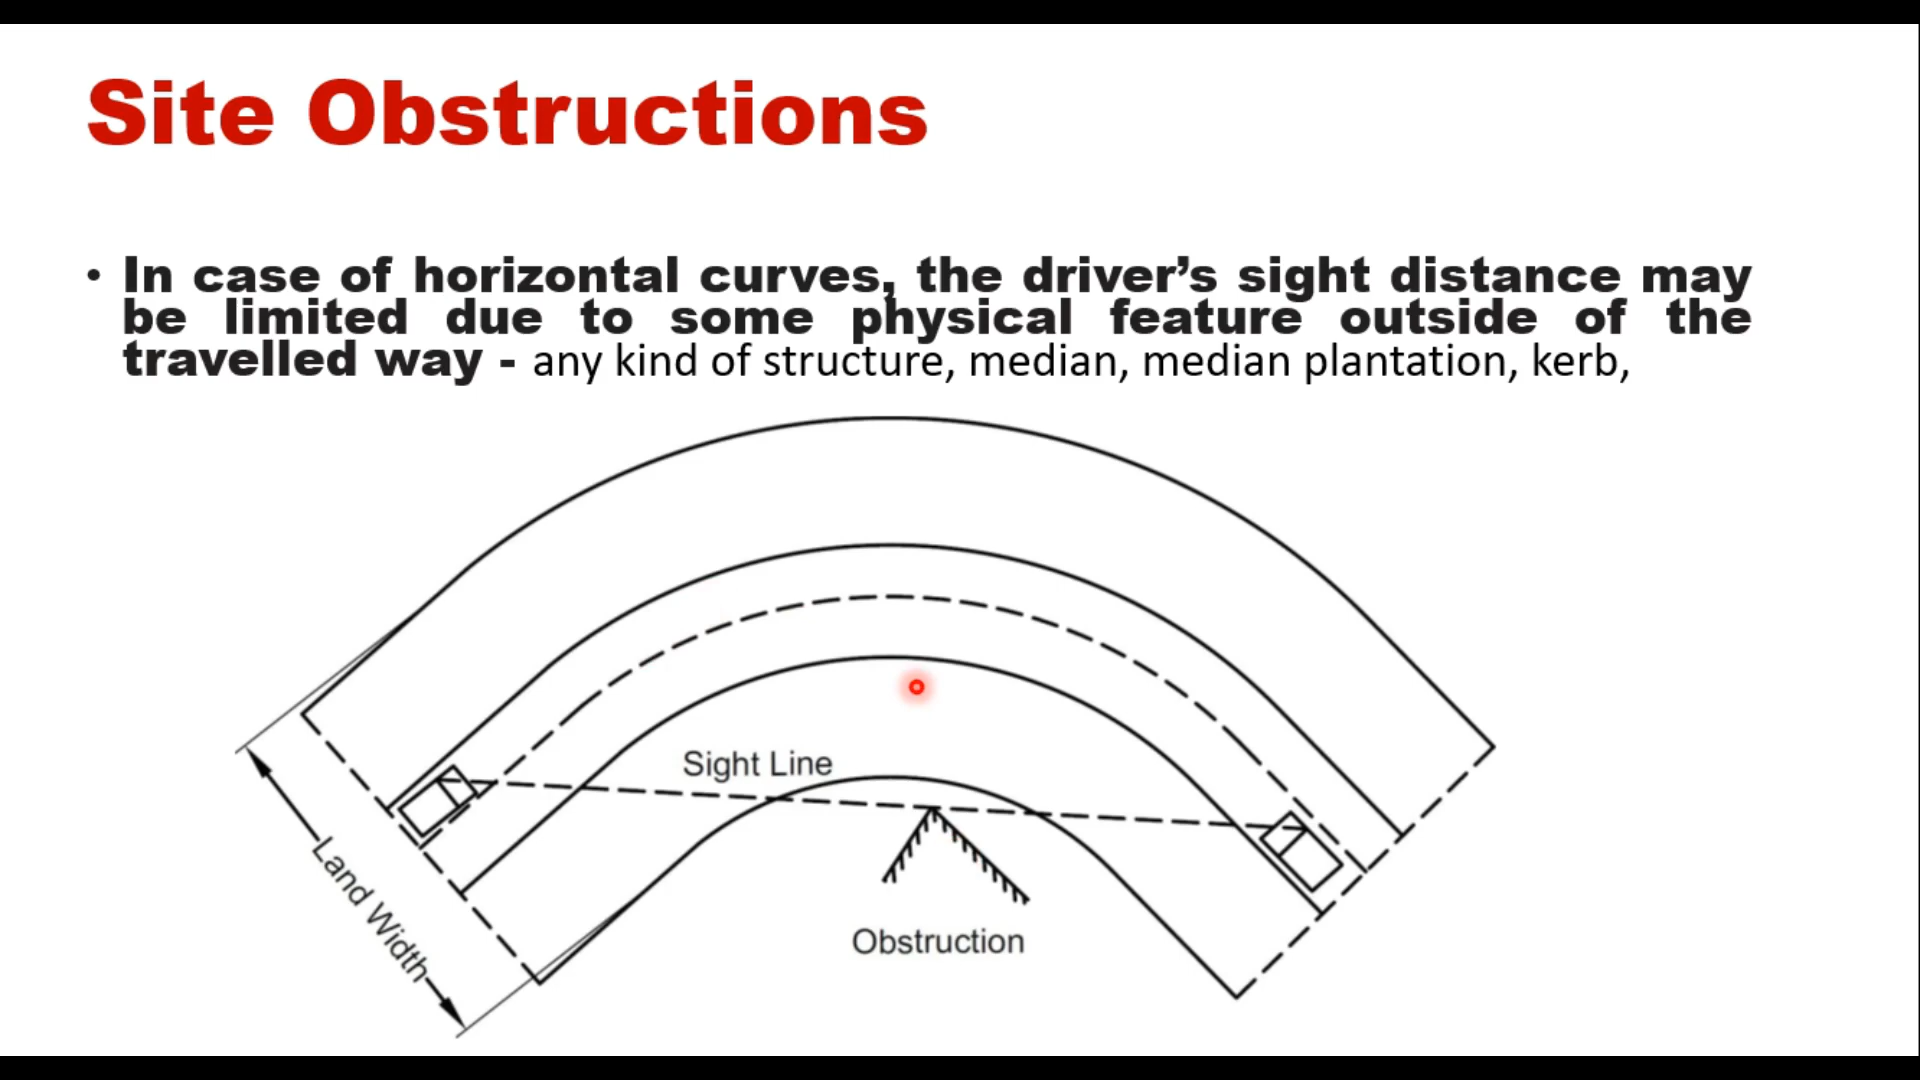 Site Obstructions
• In case of horizontal curves, the driver’s sight distance may
be limited due to some physical feature outside of the
travelled way - any kind of structure, median, median plantation, kerb,
Sight Line
Land Width
Obstruction